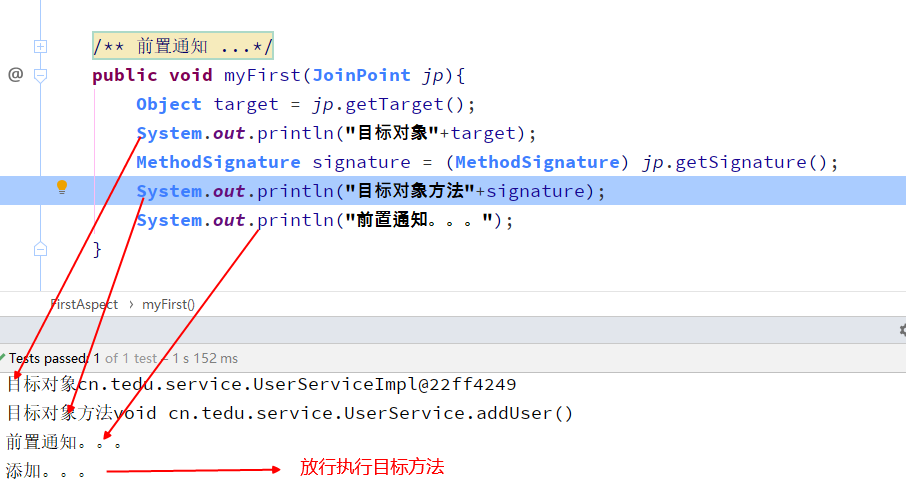 /** 前置通知 ...*/
@
public void myFirst(JoinPoint jp){
Object target = jp.getTarget();
System.out.println("目标对象"+target);
MethodSignature signature = (MethodSignature) jp.getSignature();
System.out.println("目标对象方法"+signature);
System.out.println("前置通知。。。");
}
FirstAspect › myFirst()
Tests passed: 1 of 1 test – 1 s 152 ms
目标对象cn.tedu.service.UserServiceImpl@22ff4249
目标对象方法void cn.tedu.service.UserService.addUser()
前置通知。。。
添加。。。 放行执行目标方法